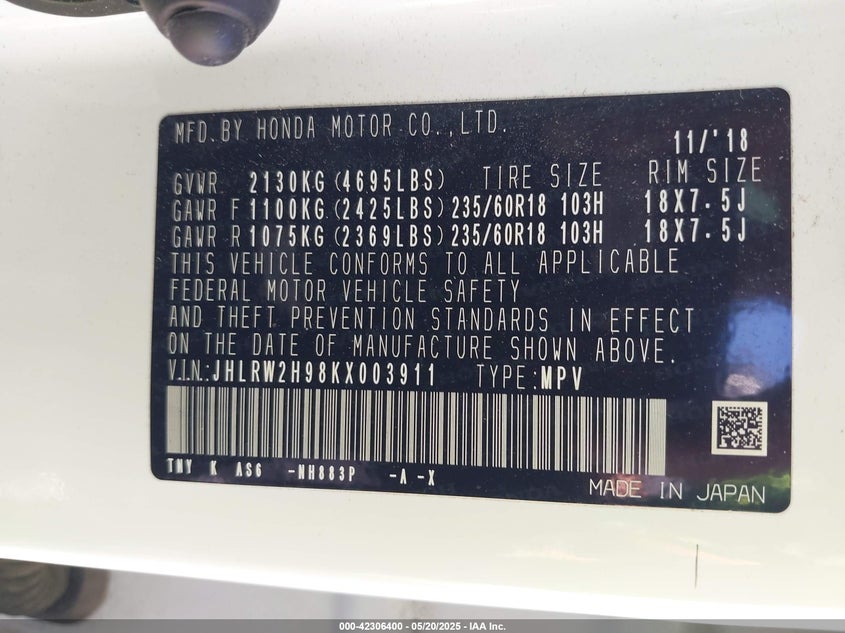 MFD.BY HONDA MOTOR CO.,LTD.
11/'18
GVWR 2130KG(4695LBS) TIRE SIZE RIM SIZE
GAWR F 1100KG(2425LBS) 235/60R18 103H 18X7.5J
GAWR R 1075KG(2369LBS) 235/60R18 103H 18X7.5J
THIS VEHICLE CONFORMS TO ALL APPLICABLE
FEDERAL MOTOR VEHICLE SAFETY
AND THEFT PREVENTION STANDARDS IN EFFECT
ON THE DATE OF MANUFACTURE SHOWN ABOVE.
V.I.N.:JHLRW2H98KX003911 TYPE:MPV
TNY K AS6 -NH883P -A -X
MADE IN JAPAN
000-42306400 - 05/20/2025 - IAA Inc.